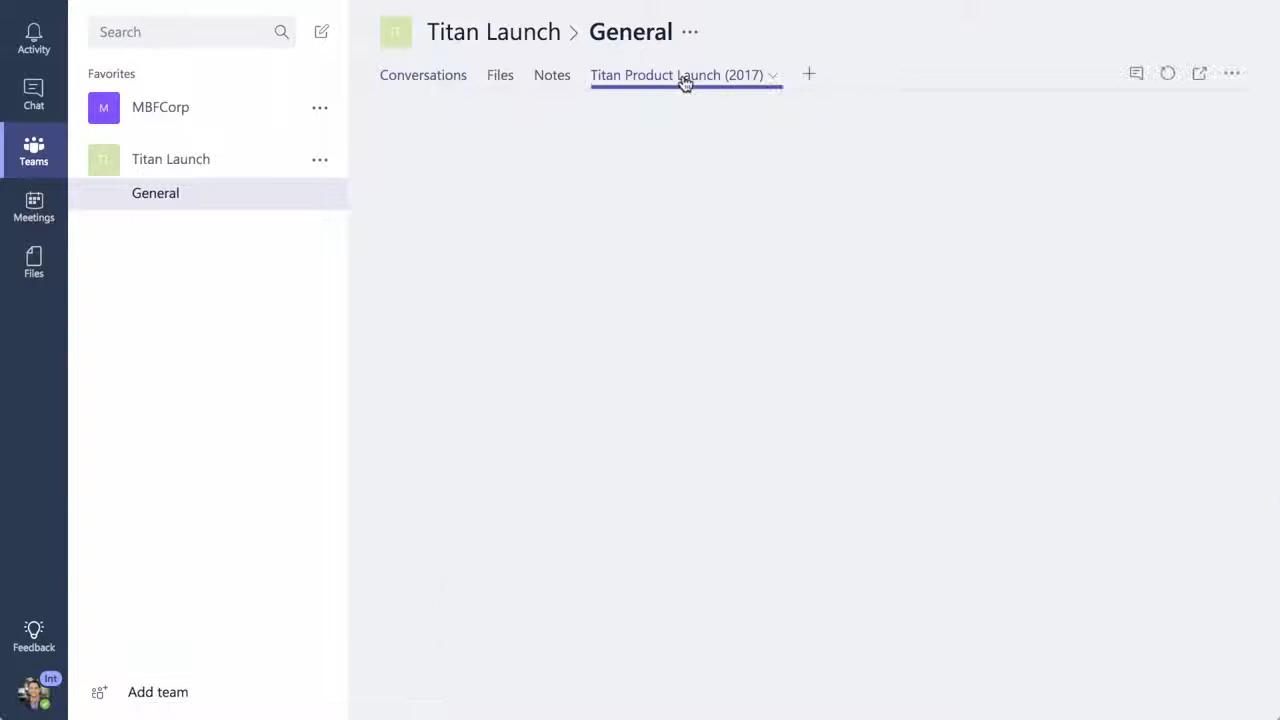 Activity
Chat
Teams
Meetings
Files
Feedback
Int
Search
Favorites
M MBFCorp
TL Titan Launch
General
Add team
Titan Launch > General
Conversations Files Notes Titan Product Launch (2017)